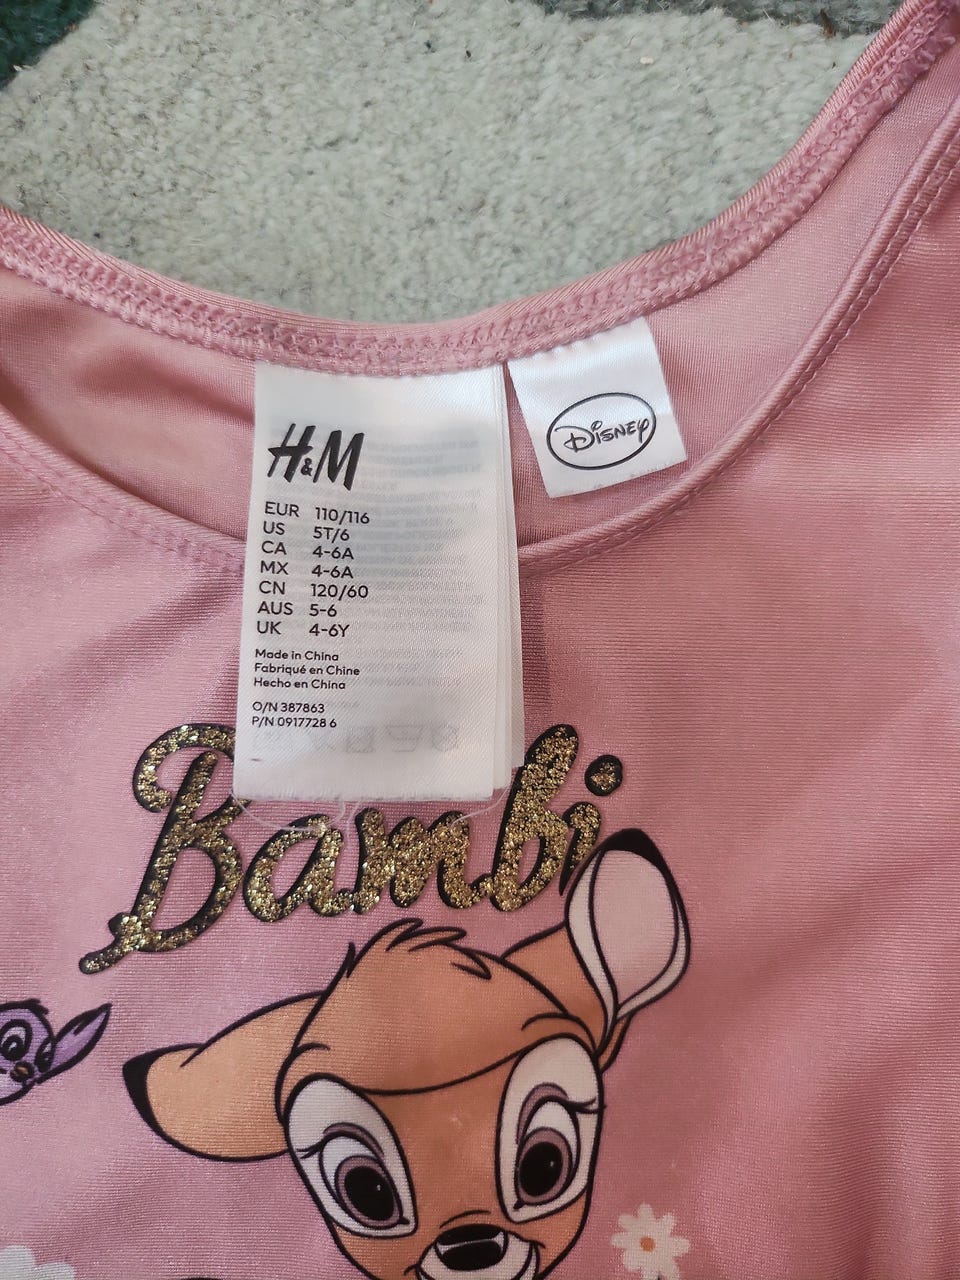 H&M
DISNEY
EUR 110/116
US 5T/6
CA 4-6A
MX 4-6A
CN 120/60
AUS 5-6
UK 4-6Y
Made in China
Fabriqué en Chine
Hecho en China
O/N 387863
P/N 0917728 6
Bambi